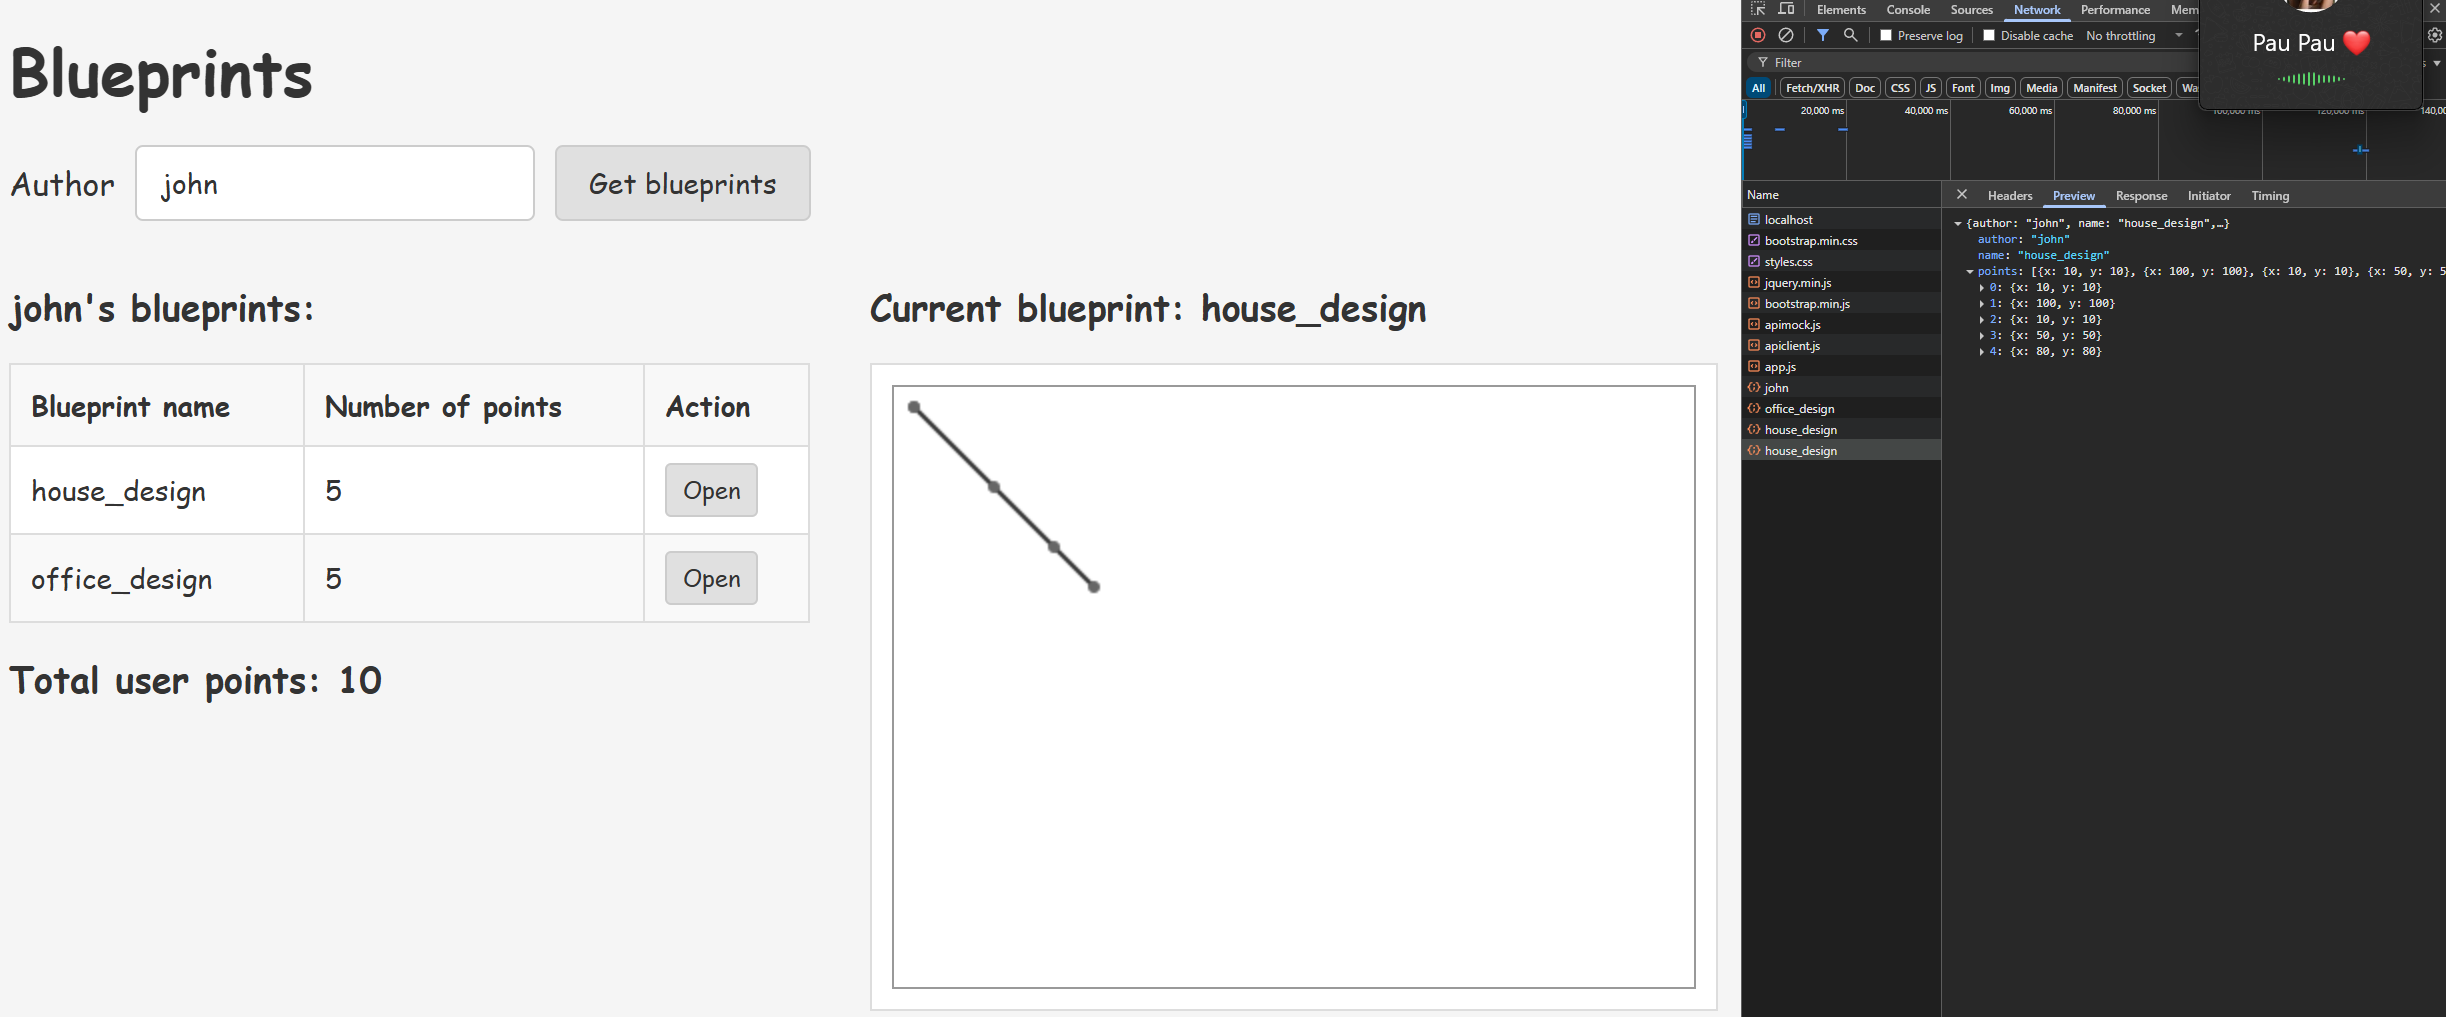 Blueprints
Author john Get blueprints
john's blueprints:
Blueprint name Number of points Action
house_design 5 Open
office_design 5 Open
Total user points: 10
Current blueprint: house_design
Elements Console Sources Network Performance Mem
Preserve log Disable cache No throttling
Filter
All Fetch/XHR Doc CSS JS Font Img Media Manifest Socket Wa
20,000 ms 40,000 ms 60,000 ms 80,000 ms 100,000 ms 120,000 ms 140,0
Pau Pau ❤️
Name
localhost
bootstrap.min.css
styles.css
jquery.min.js
bootstrap.min.js
apimock.js
apiclient.js
app.js
john
office_design
house_design
house_design
Headers Preview Response Initiator Timing
{author: "john", name: "house_design",…}
author: "john"
name: "house_design"
points: [{x: 10, y: 10}, {x: 100, y: 100}, {x: 10, y: 10}, {x: 50, y: 5
0: {x: 10, y: 10}
1: {x: 100, y: 100}
2: {x: 10, y: 10}
3: {x: 50, y: 50}
4: {x: 80, y: 80}